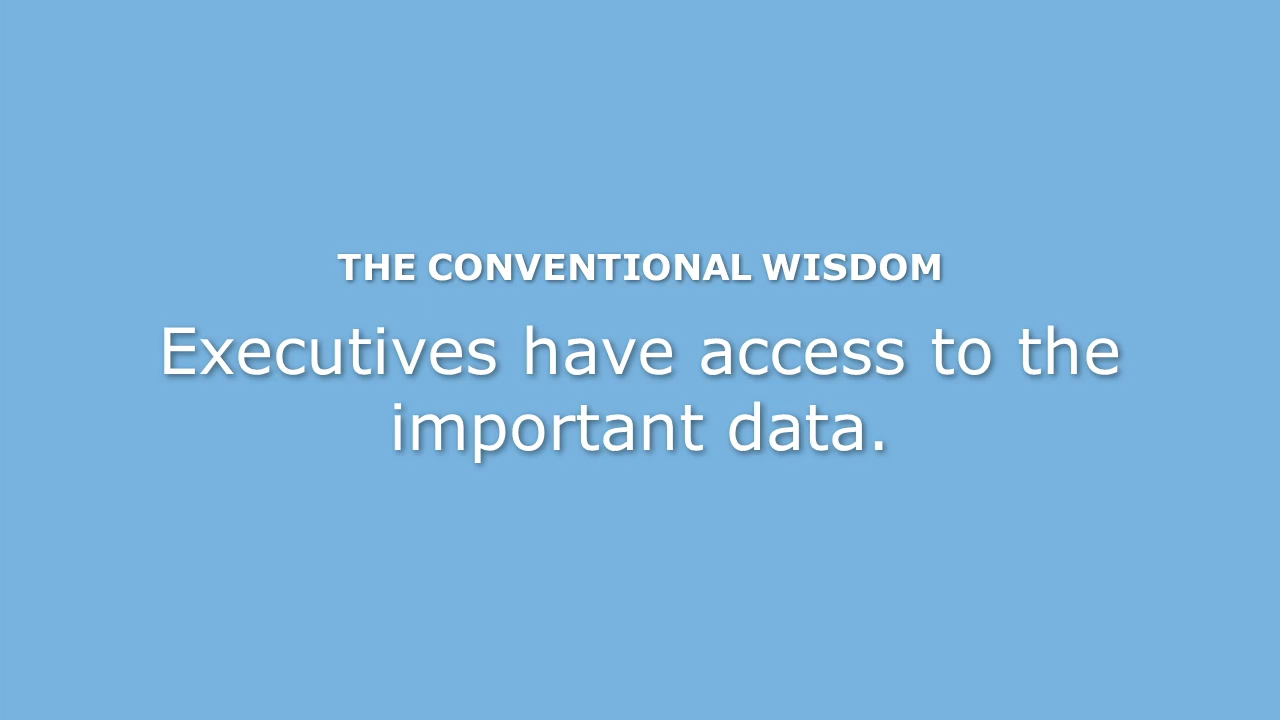 THE CONVENTIONAL WISDOM
Executives have access to the
important data.